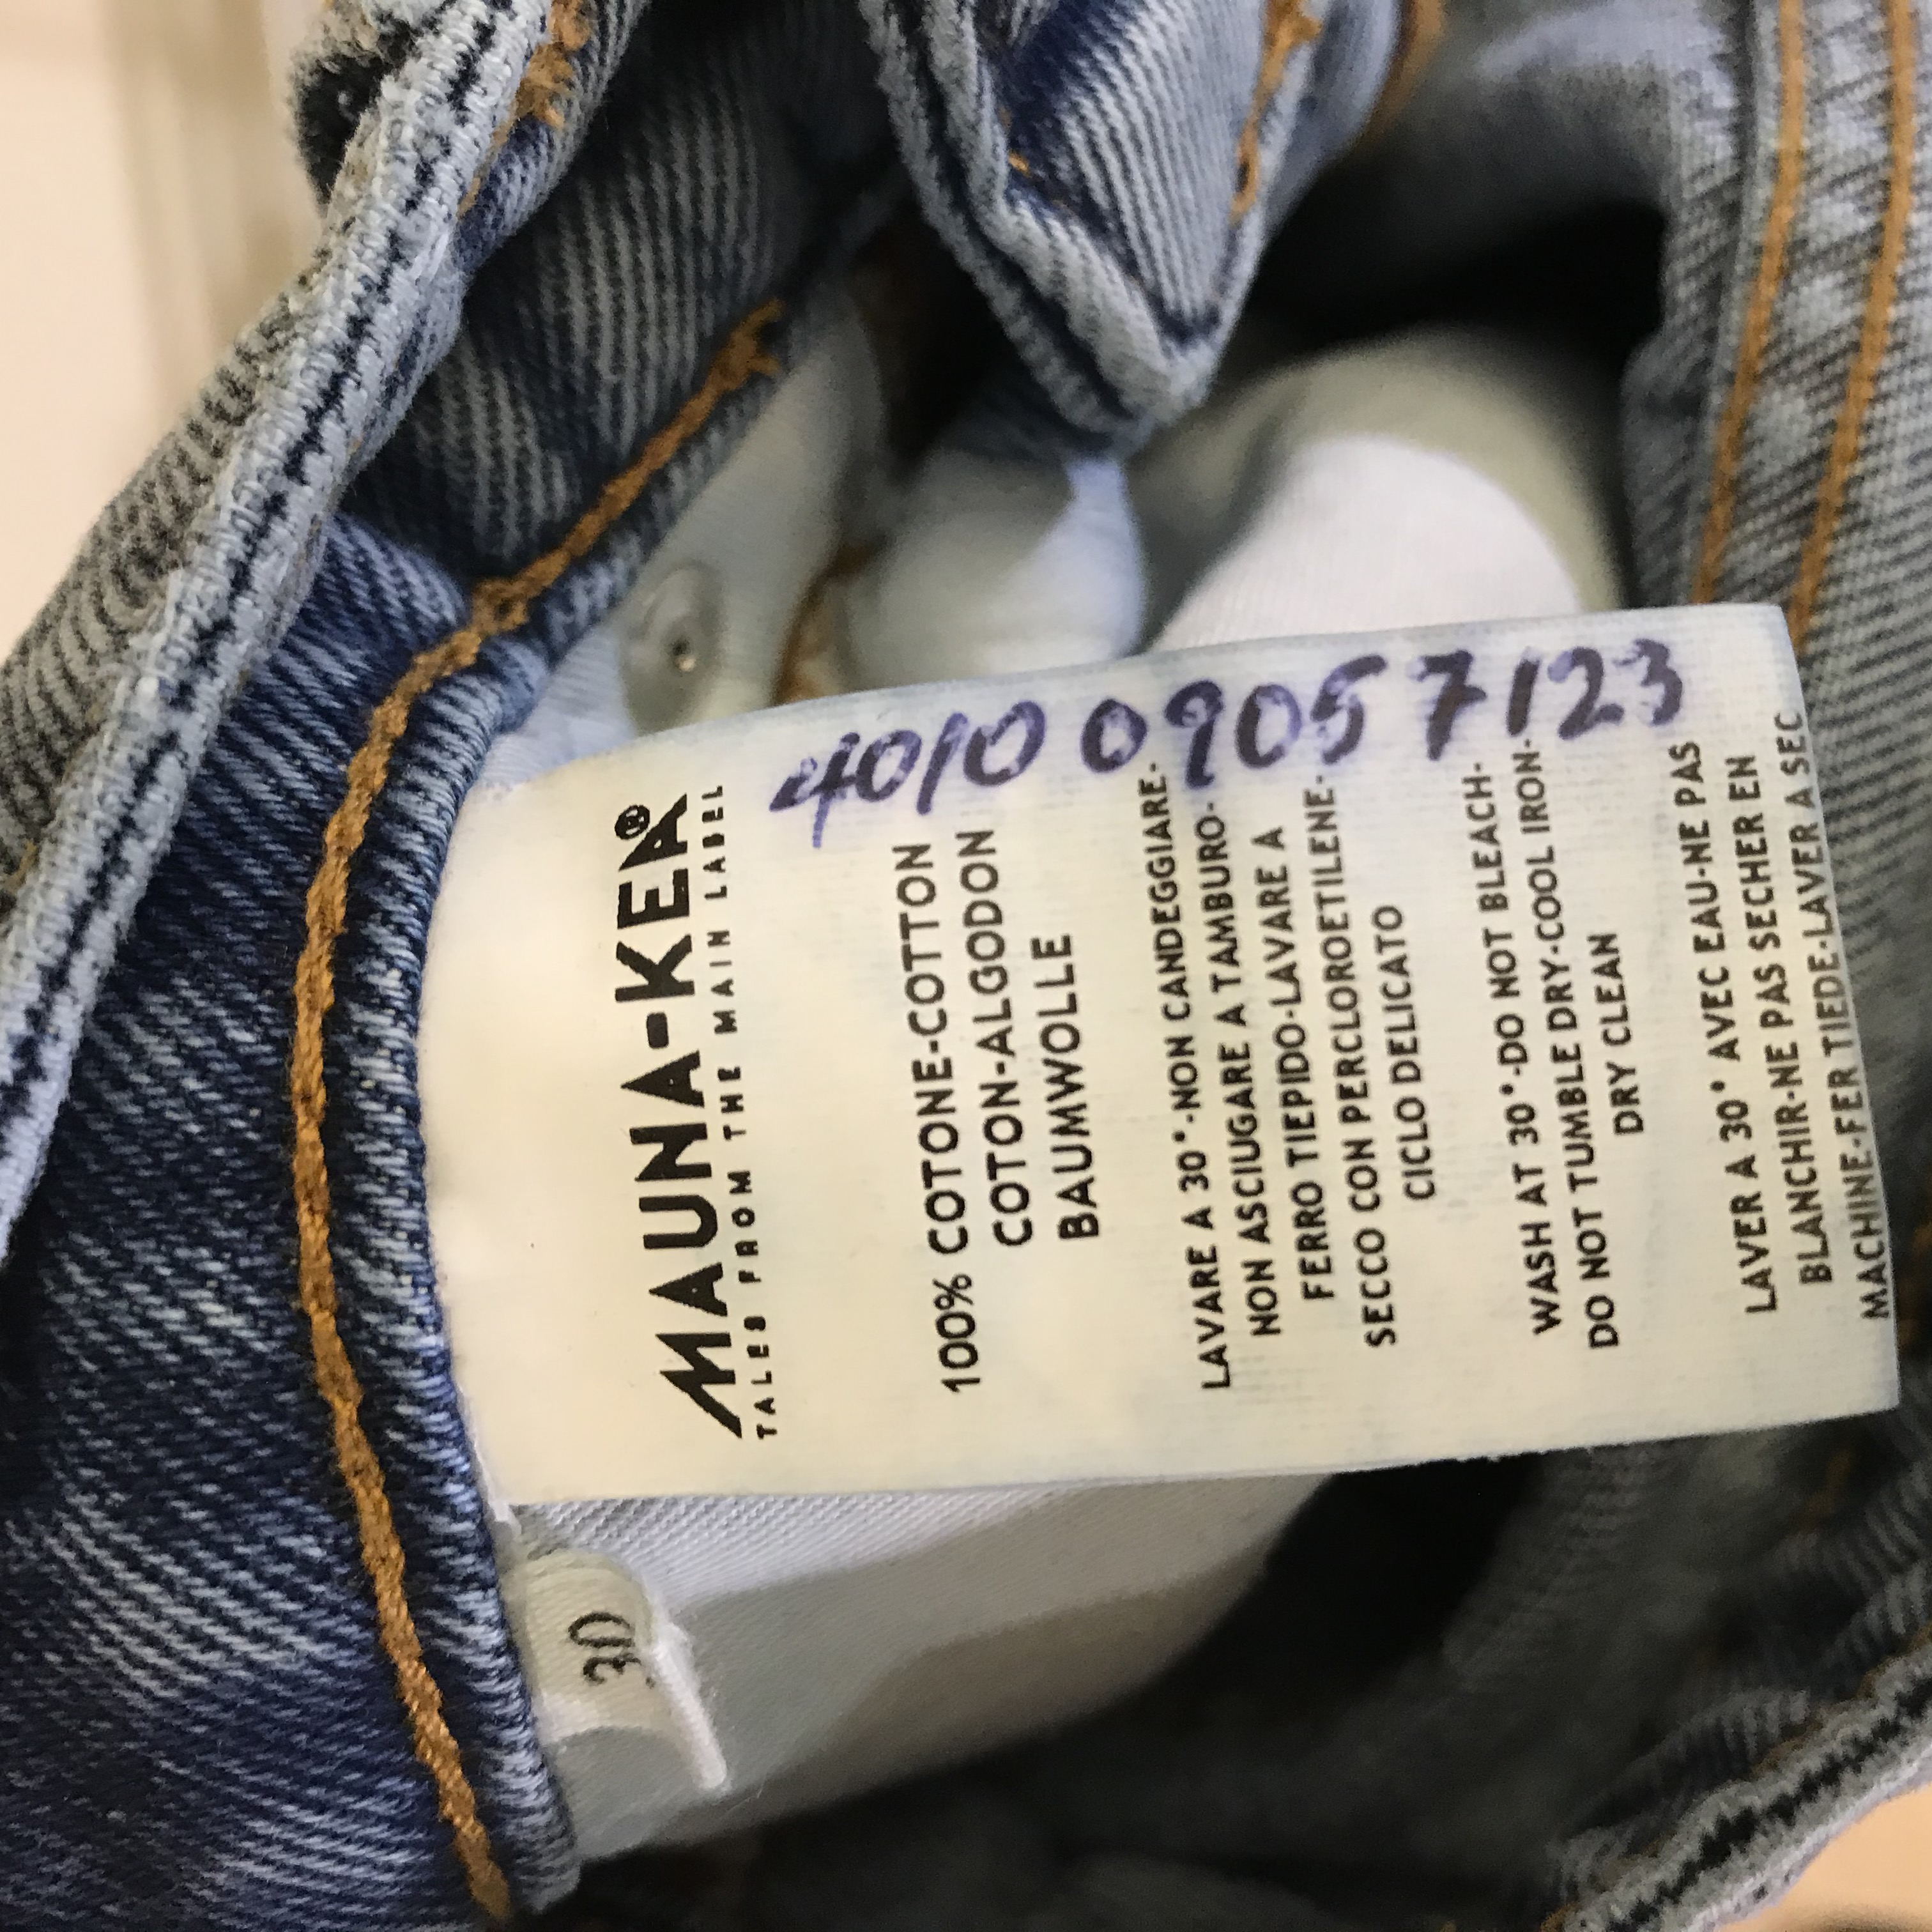 30
MAUNA-KEA®
TALES FROM THE MAIN LABEL
100% COTONE-COTTON
COTON-ALGODON
BAUMWOLLE
LAVARE A 30°-NON CANDEGGIARE-
NON ASCIUGARE A TAMBURO-
FERRO TIEPIDO-LAVARE A
SECCO CON PERCLOROETILENE-
CICLO DELICATO
WASH AT 30°-DO NOT BLEACH-
DO NOT TUMBLE DRY-COOL IRON-
DRY CLEAN
LAVER A 30° AVEC EAU-NE PAS
BLANCHIR-NE PAS SECHER EN
MACHINE-FER TIEDE-LAVER A SEC